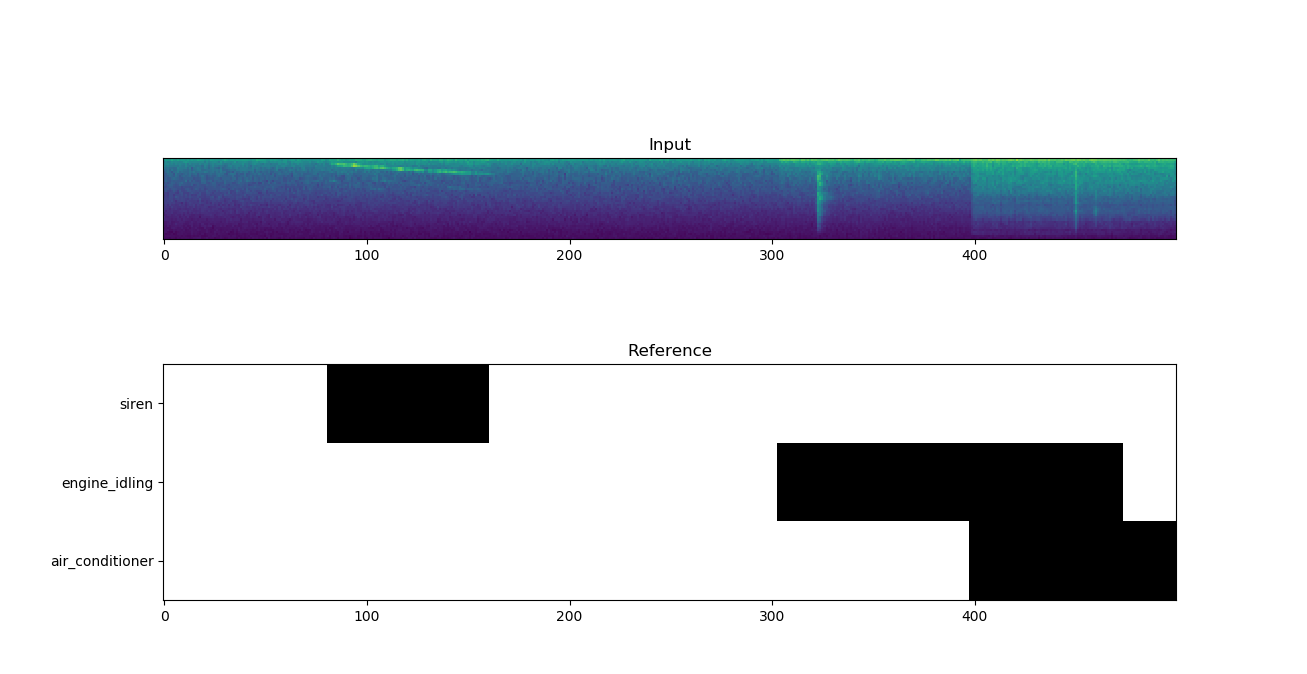 Input
0 100 200 300 400
Reference
siren
engine_idling
air_conditioner
0 100 200 300 400